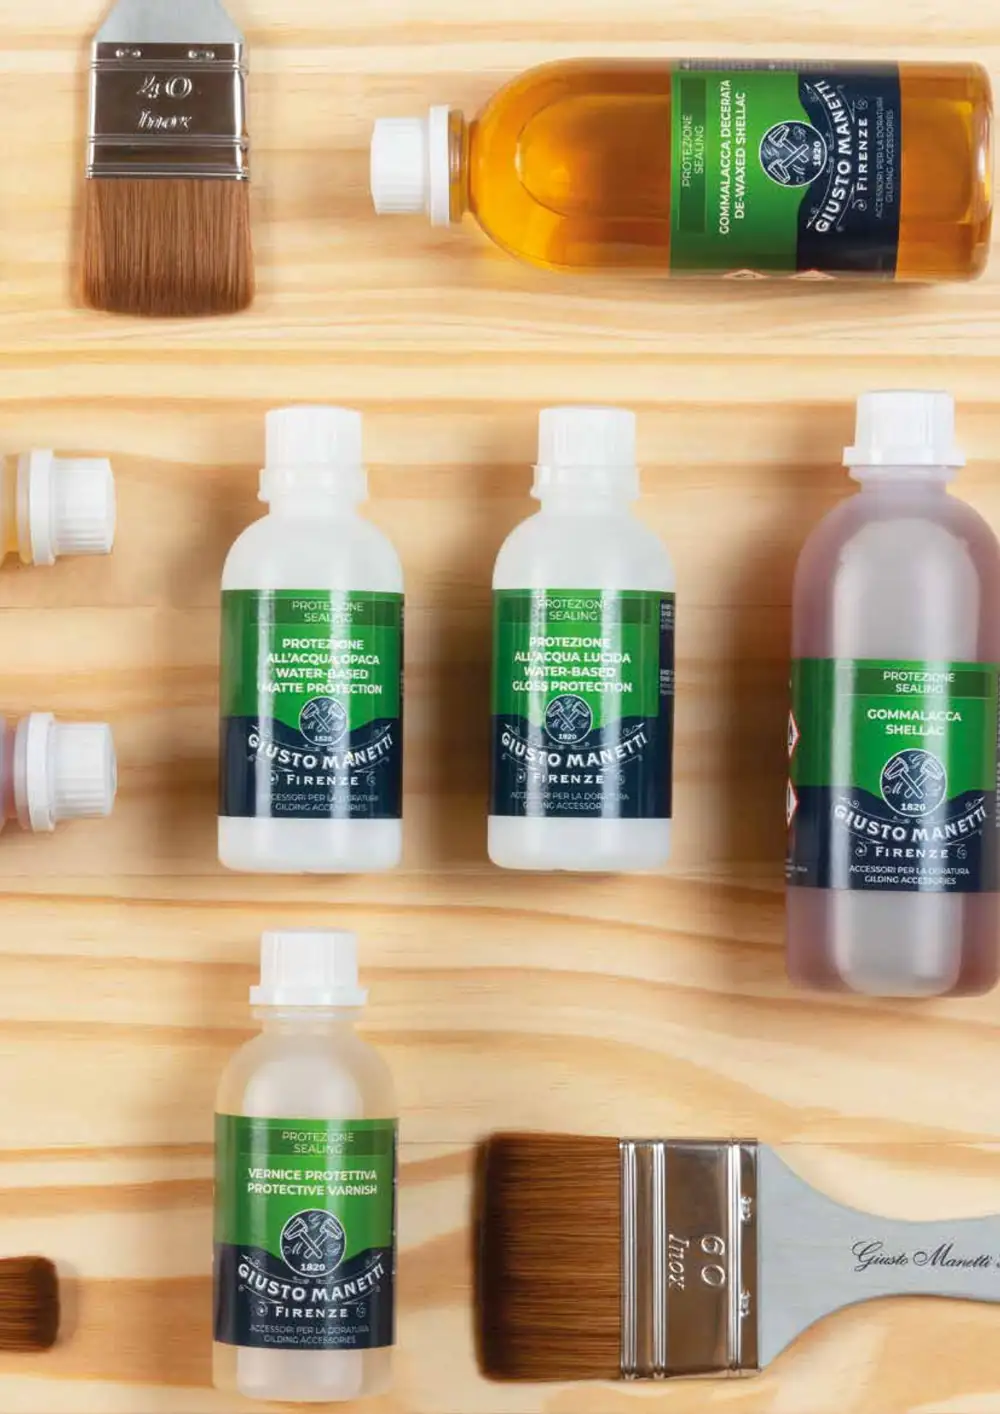 40
Inox
PROTEZIONE
SEALING
GOMMALACCA DECERATA
DE-WAXED SHELLAC
1820
GIUSTO MANETTI
FIRENZE
ACCESSORI PER LA DORATURA
GILDING ACCESSORIES
PROTEZIONE
SEALING
PROTEZIONE
ALL'ACQUA OPACA
WATER-BASED
MATTE PROTECTION
1820
GIUSTO MANETTI
FIRENZE
ACCESSORI PER LA DORATURA
GILDING ACCESSORIES
PROTEZIONE
SEALING
PROTEZIONE
ALL'ACQUA LUCIDA
WATER-BASED
GLOSS PROTECTION
1820
GIUSTO MANETTI
FIRENZE
ACCESSORI PER LA DORATURA
GILDING ACCESSORIES
PROTEZIONE
SEALING
GOMMALACCA
SHELLAC
M
1820
GIUSTO MANETTI
FIRENZE
ACCESSORI PER LA DORATURA
GILDING ACCESSORIES
PROTEZIONE
SEALING
VERNICE PROTETTIVA
PROTECTIVE VARNISH
G
M
1820
GIUSTO MANETTI
FIRENZE
ACCESSORI PER LA DORATURA
GILDING ACCESSORIES
60
Inox
Giusto Manetti